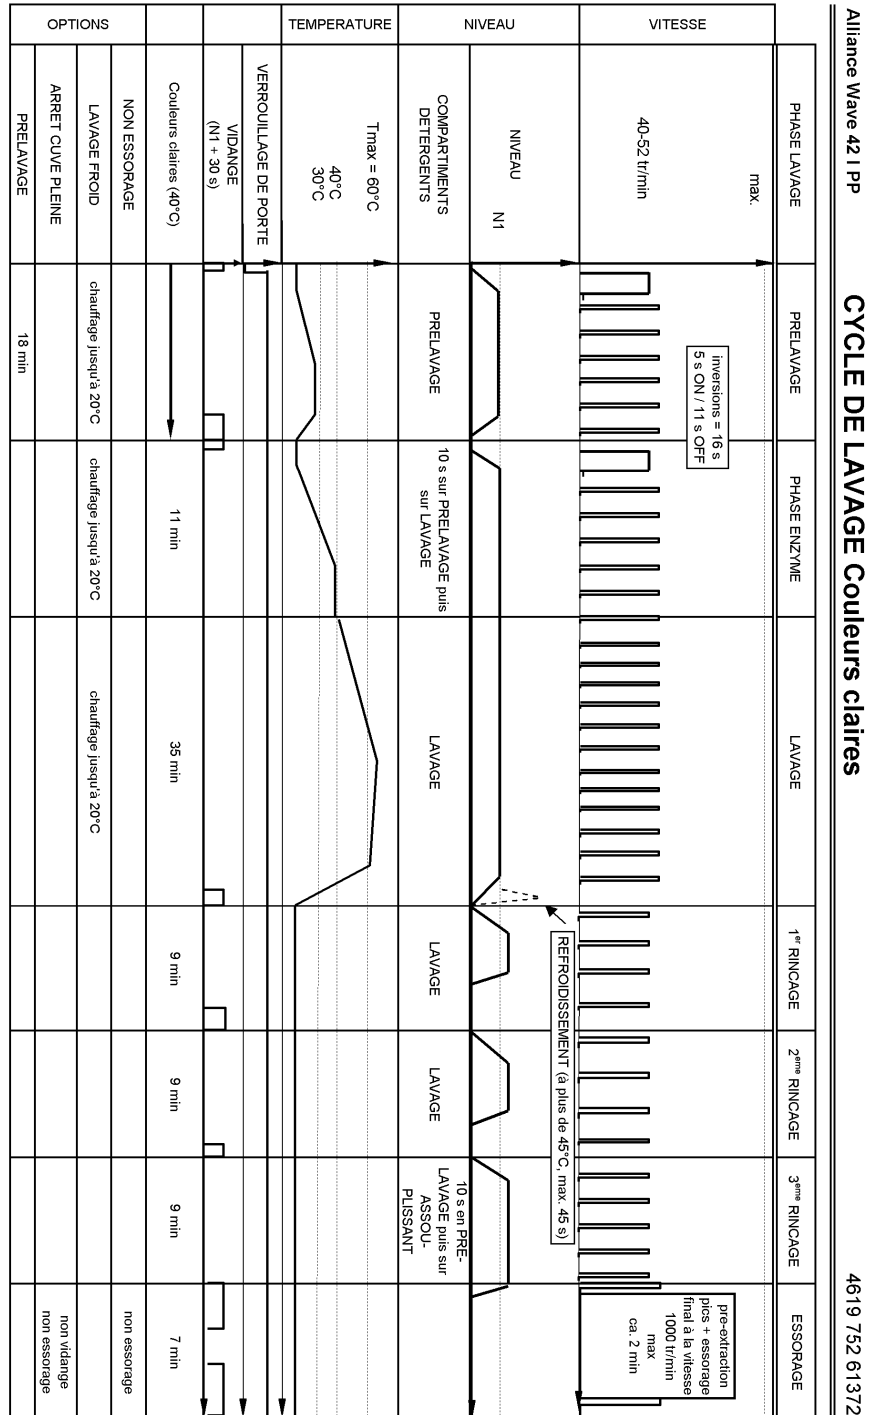 Alliance Wave 42 I PP
CYCLE DE LAVAGE Couleurs claires
4619 752 61372
PHASE LAVAGE
PRELAVAGE
PHASE ENZYME
LAVAGE
1er RINCAGE
2eme RINCAGE
3eme RINCAGE
ESSORAGE
VITESSE
max.
40-52 tr/min
inversions = 16 s
5 s ON / 11 s OFF
pre-extraction
pics + essorage
final à la vitesse
1000 tr/min
max
ca. 2 min
NIVEAU
NIVEAU
N1
REFROIDISSEMENT (à plus de 45°C, max. 45 s)
COMPARTIMENTS
DETERGENTS
PRELAVAGE
10 s sur PRELAVAGE puis
sur LAVAGE
LAVAGE
LAVAGE
LAVAGE
10 s en PRE-
LAVAGE puis sur
ASSOU-
PLISSANT
TEMPERATURE
Tmax = 60°C
40°C
30°C
VERROUILLAGE DE PORTE
VIDANGE
(N1 + 30 s)
Couleurs claires (40°C)
11 min
35 min
9 min
9 min
9 min
7 min
OPTIONS
NON ESSORAGE
non essorage
LAVAGE FROID
chauffage jusqu'à 20°C
chauffage jusqu'à 20°C
chauffage jusqu'à 20°C
ARRET CUVE PLEINE
non vidange
non essorage
PRELAVAGE
18 min